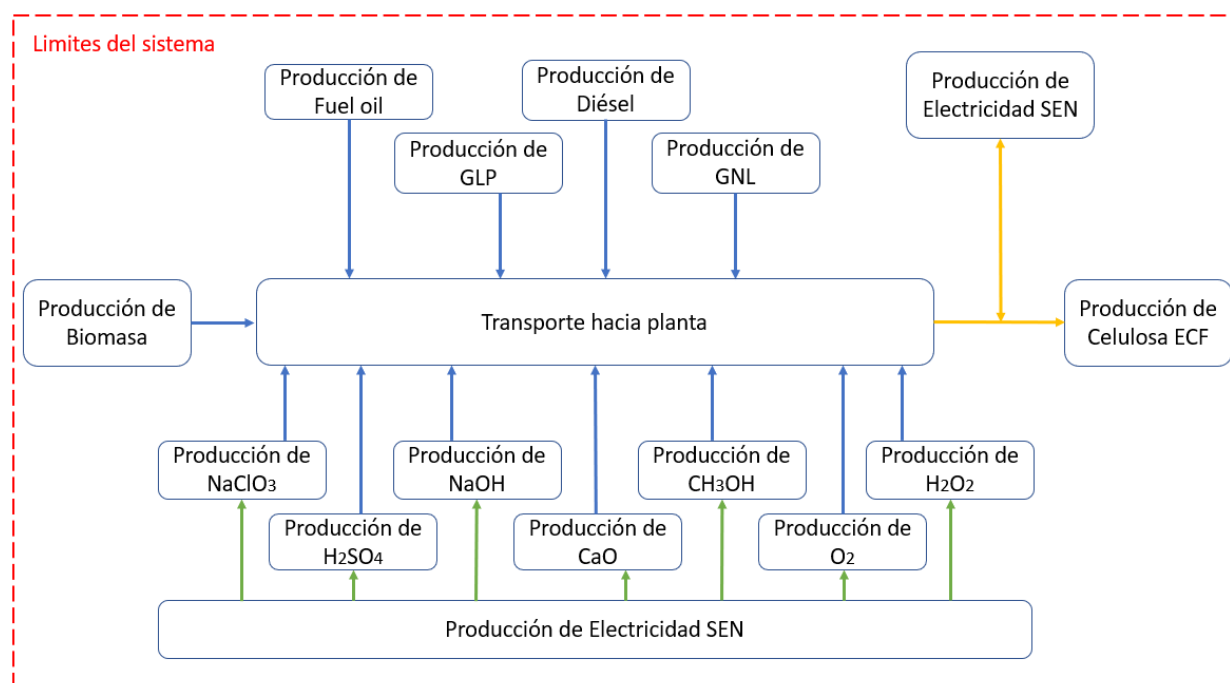 Limites del sistema
Producción de
Fuel oil
Producción de
Diésel
Producción de
Electricidad SEN
Producción de
GLP
Producción de
GNL
Producción de
Biomasa
Transporte hacia planta
Producción de
Celulosa ECF
Producción de
NaClO3
Producción de
NaOH
Producción de
CH3OH
Producción de
H2O2
Producción de
H2SO4
Producción de
CaO
Producción de
O2
Producción de Electricidad SEN